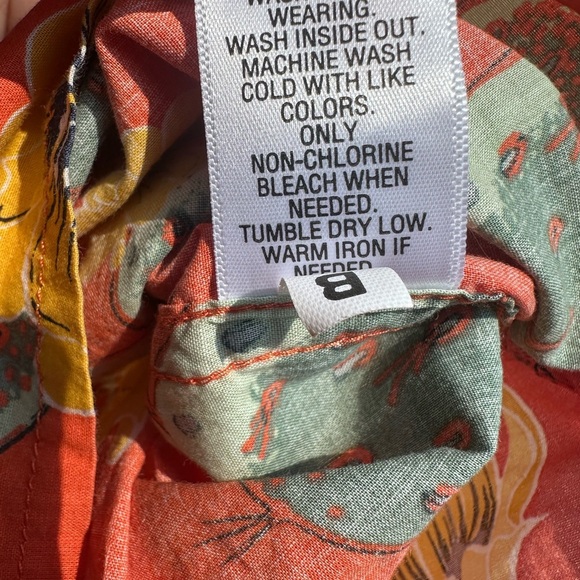 WEARING.
WASH INSIDE OUT.
MACHINE WASH
COLD WITH LIKE
COLORS.
ONLY
NON-CHLORINE
BLEACH WHEN
NEEDED.
TUMBLE DRY LOW.
WARM IRON IF
NEEDED
B